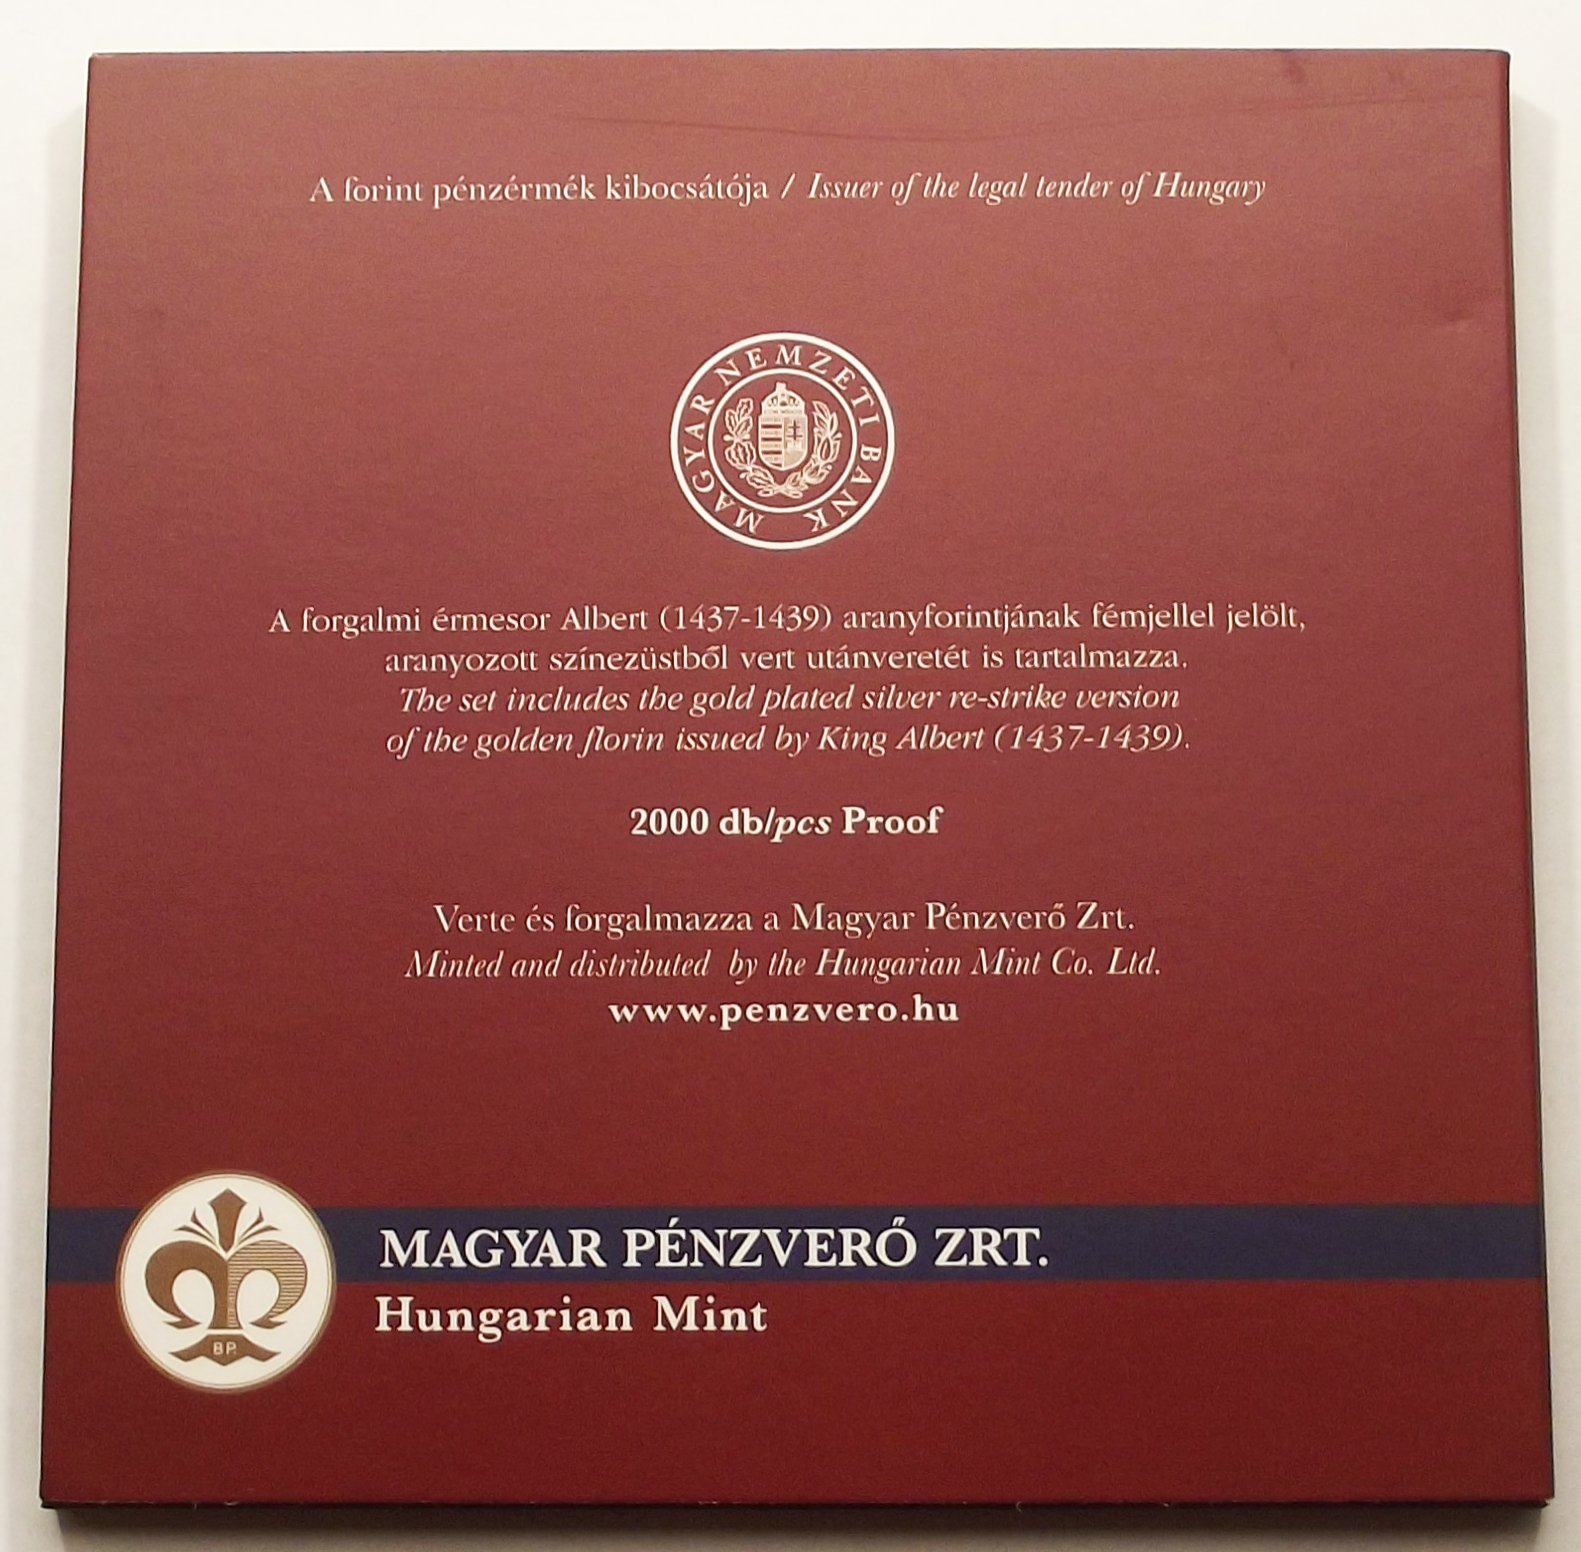 A forint pénzérmék kibocsátója / Issuer of the legal tender of Hungary
MAGYAR NEMZETI BANK
A forgalmi érmesor Albert (1437-1439) aranyforintjának fémjellel jelölt,
aranyozott színezüstből vert utánveretét is tartalmazza.
The set includes the gold plated silver re-strike version
of the golden florin issued by King Albert (1437-1439).
2000 db/pcs Proof
Verte és forgalmazza a Magyar Pénzverő Zrt.
Minted and distributed by the Hungarian Mint Co. Ltd.
www.penzvero.hu
MAGYAR PÉNZVERŐ ZRT.
Hungarian Mint
BP.